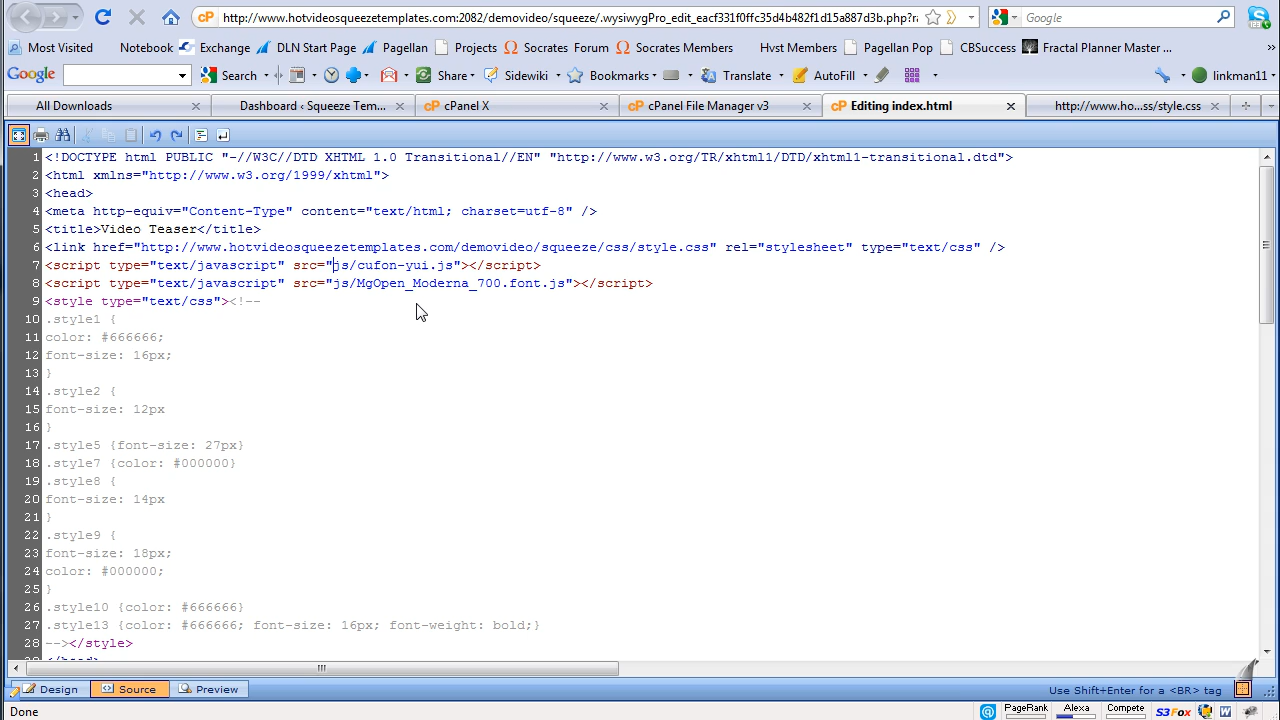 http://www.hotvideosqueezetemplates.com:2082/demovideo/squeeze/.wysiwygPro_edit_eacf331f0ffc35d4b482f1d15a887d3b.php?ra
Google
Most Visited Notebook Exchange DLN StartPage Pagellan Projects Socrates Forum Socrates Members Hvst Members Pagellan Pop CBSuccess Fractal Planner Master ... »
Google Search Share Sidewiki Bookmarks Translate AutoFill linkman11
All Downloads Dashboard ‹ Squeeze Tem... cPanel X cPanel File Manager v3 Editing index.html http://www.ho...ss/style.css
1 <!DOCTYPE html PUBLIC "-//W3C//DTD XHTML 1.0 Transitional//EN" "http://www.w3.org/TR/xhtml1/DTD/xhtml1-transitional.dtd">
2 <html xmlns="http://www.w3.org/1999/xhtml">
3 <head>
4 <meta http-equiv="Content-Type" content="text/html; charset=utf-8" />
5 <title>Video Teaser</title>
6 <link href="http://www.hotvideosqueezetemplates.com/demovideo/squeeze/css/style.css" rel="stylesheet" type="text/css" />
7 <script type="text/javascript" src="js/cufon-yui.js"></script>
8 <script type="text/javascript" src="js/MgOpen_Moderna_700.font.js"></script>
9 <style type="text/css"><!--
10 .style1 {
11 color: #666666;
12 font-size: 16px;
13 }
14 .style2 {
15 font-size: 12px
16 }
17 .style5 {font-size: 27px}
18 .style7 {color: #000000}
19 .style8 {
20 font-size: 14px
21 }
22 .style9 {
23 font-size: 18px;
24 color: #000000;
25 }
26 .style10 {color: #666666}
27 .style13 {color: #666666; font-size: 16px; font-weight: bold;}
28 --></style>
Design Source Preview Use Shift+Enter for a <BR> tag
Done PageRank Alexa Compete S3Fox